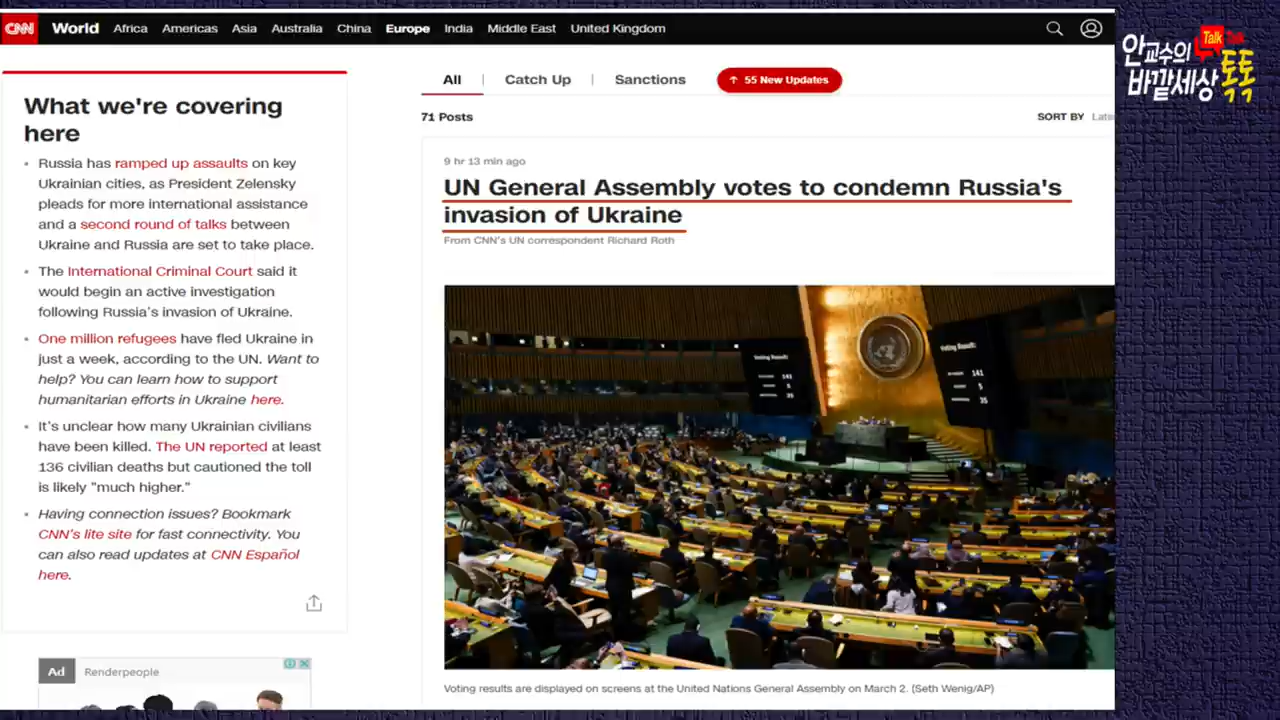 CNN World Africa Americas Asia Australia China Europe India Middle East United Kingdom
안교수의 Talk
바깥세상 톡톡
What we're covering
here
Russia has ramped up assaults on key
Ukrainian cities, as President Zelensky
pleads for more international assistance
and a second round of talks between
Ukraine and Russia are set to take place.
The International Criminal Court said it
would begin an active investigation
following Russia's invasion of Ukraine.
One million refugees have fled Ukraine in
just a week, according to the UN. Want to
help? You can learn how to support
humanitarian efforts in Ukraine here.
It's unclear how many Ukrainian civilians
have been killed. The UN reported at least
136 civilian deaths but cautioned the toll
is likely "much higher."
Having connection issues? Bookmark
CNN's lite site for fast connectivity. You
can also read updates at CNN Español
here.
Ad Renderpeople
All | Catch Up | Sanctions ↑ 55 New Updates
71 Posts SORT BY
9 hr 13 min ago
UN General Assembly votes to condemn Russia's
invasion of Ukraine
From CNN's UN correspondent Richard Roth
Voting Result:
141
5
35
Voting Result:
141
5
35
Voting results are displayed on screens at the United Nations General Assembly on March 2. (Seth Wenig/AP)